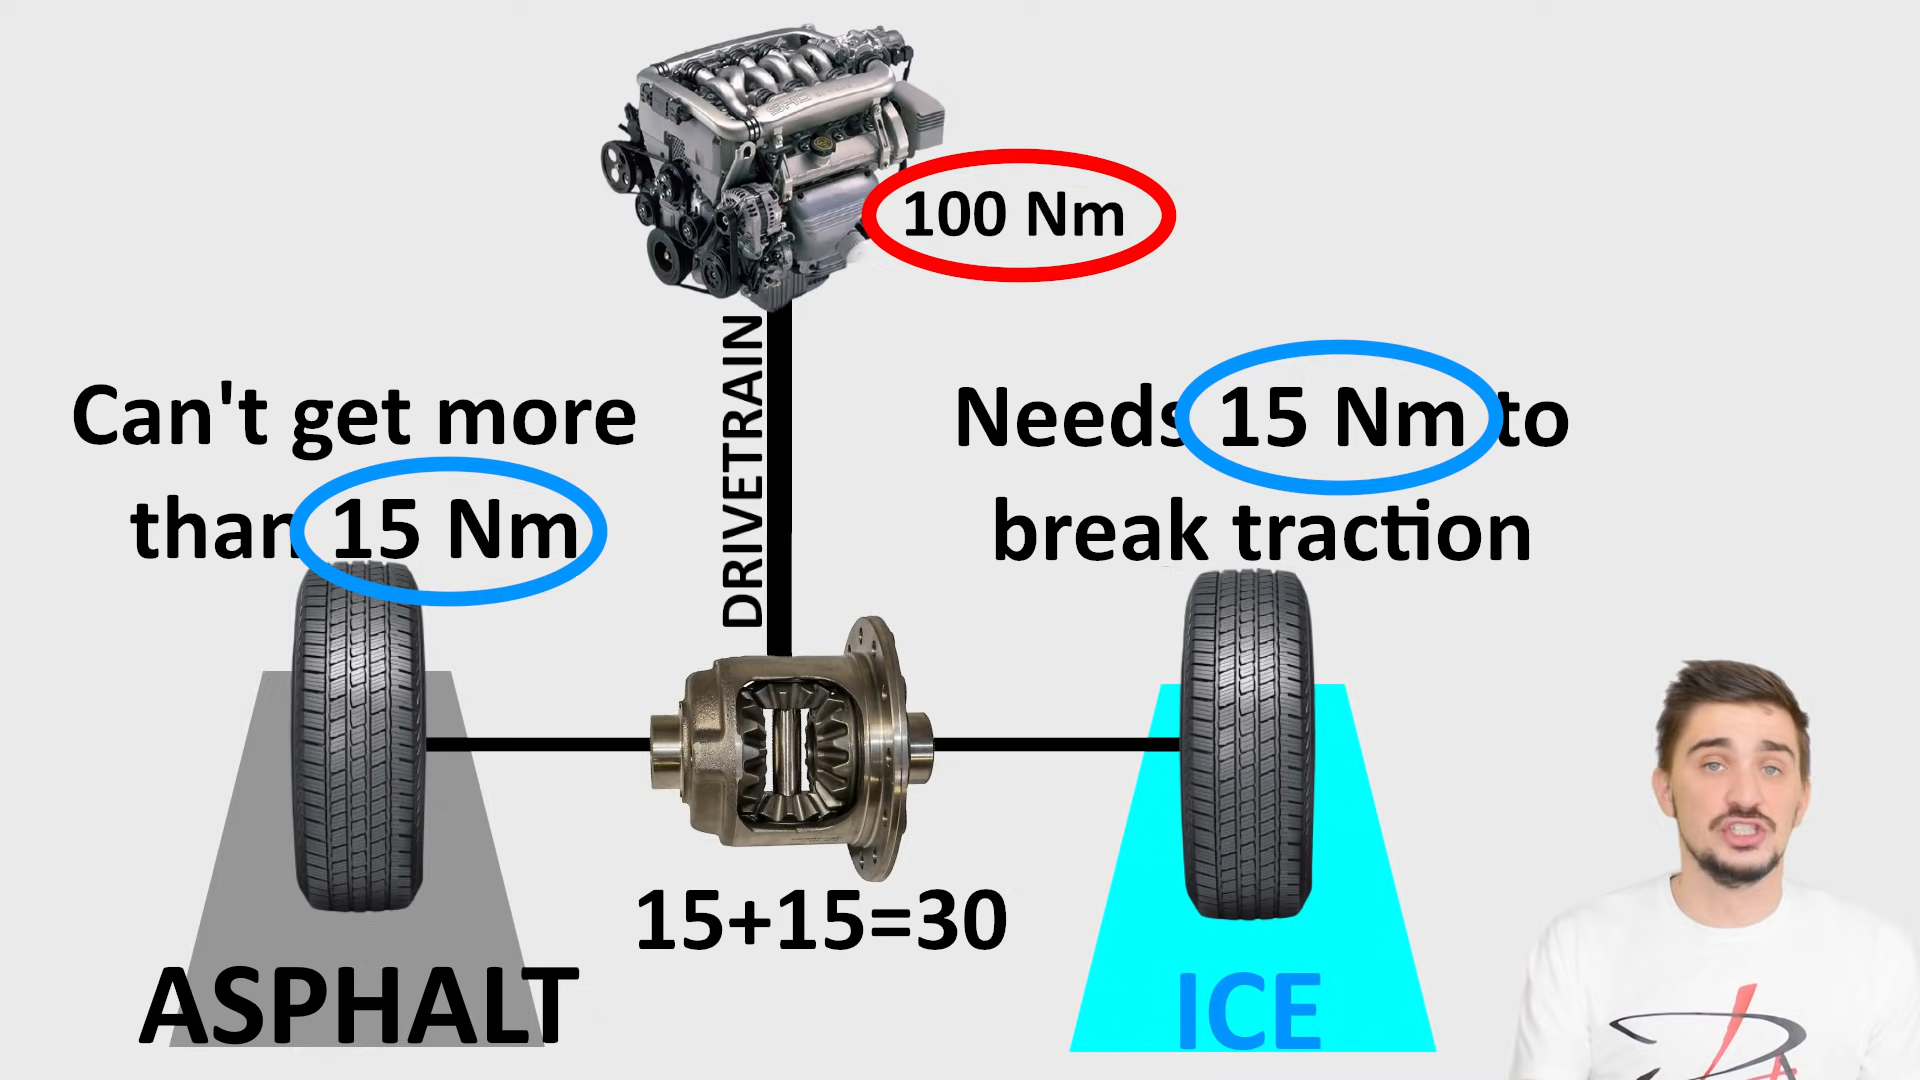 100 Nm
DRIVETRAIN
Can't get more
than 15 Nm
Needs 15 Nm to
break traction
15+15=30
ASPHALT
ICE